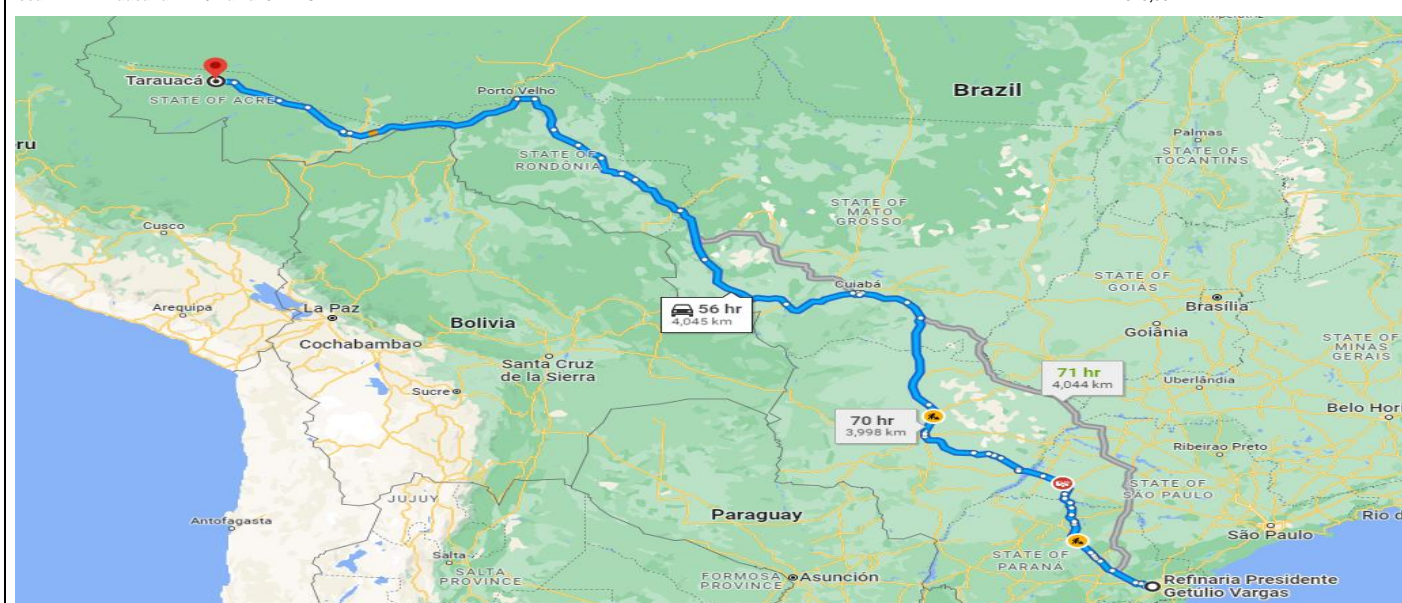 Tarauacá
STATE OF ACRE
Porto Velho
Brazil
Palmas
STATE OF
TOCANTINS
STATE OF
RONDÔNIA
STATE OF
MATO
GROSSO
ru
Cusco
Cuiabá
STATE OF
GOIÁS
Brasília
Arequipa
La Paz
56 hr
4,045 km
Bolivia
Goiânia
STATE OF
MINAS
GERAIS
Cochabamba
Santa Cruz
de la Sierra
71 hr
4,044 km
Uberlândia
Sucre
Belo Hori
70 hr
3,998 km
Ribeirao Preto
JUJUY
STATE OF
SÃO PAULO
Antofagasta
Paraguay
Rio d
São Paulo
Salta
SALTA
PROVINCE
STATE OF
PARANÁ
FORMOSA
PROVINCE
Asunción
Refinaria Presidente
Getúlio Vargas